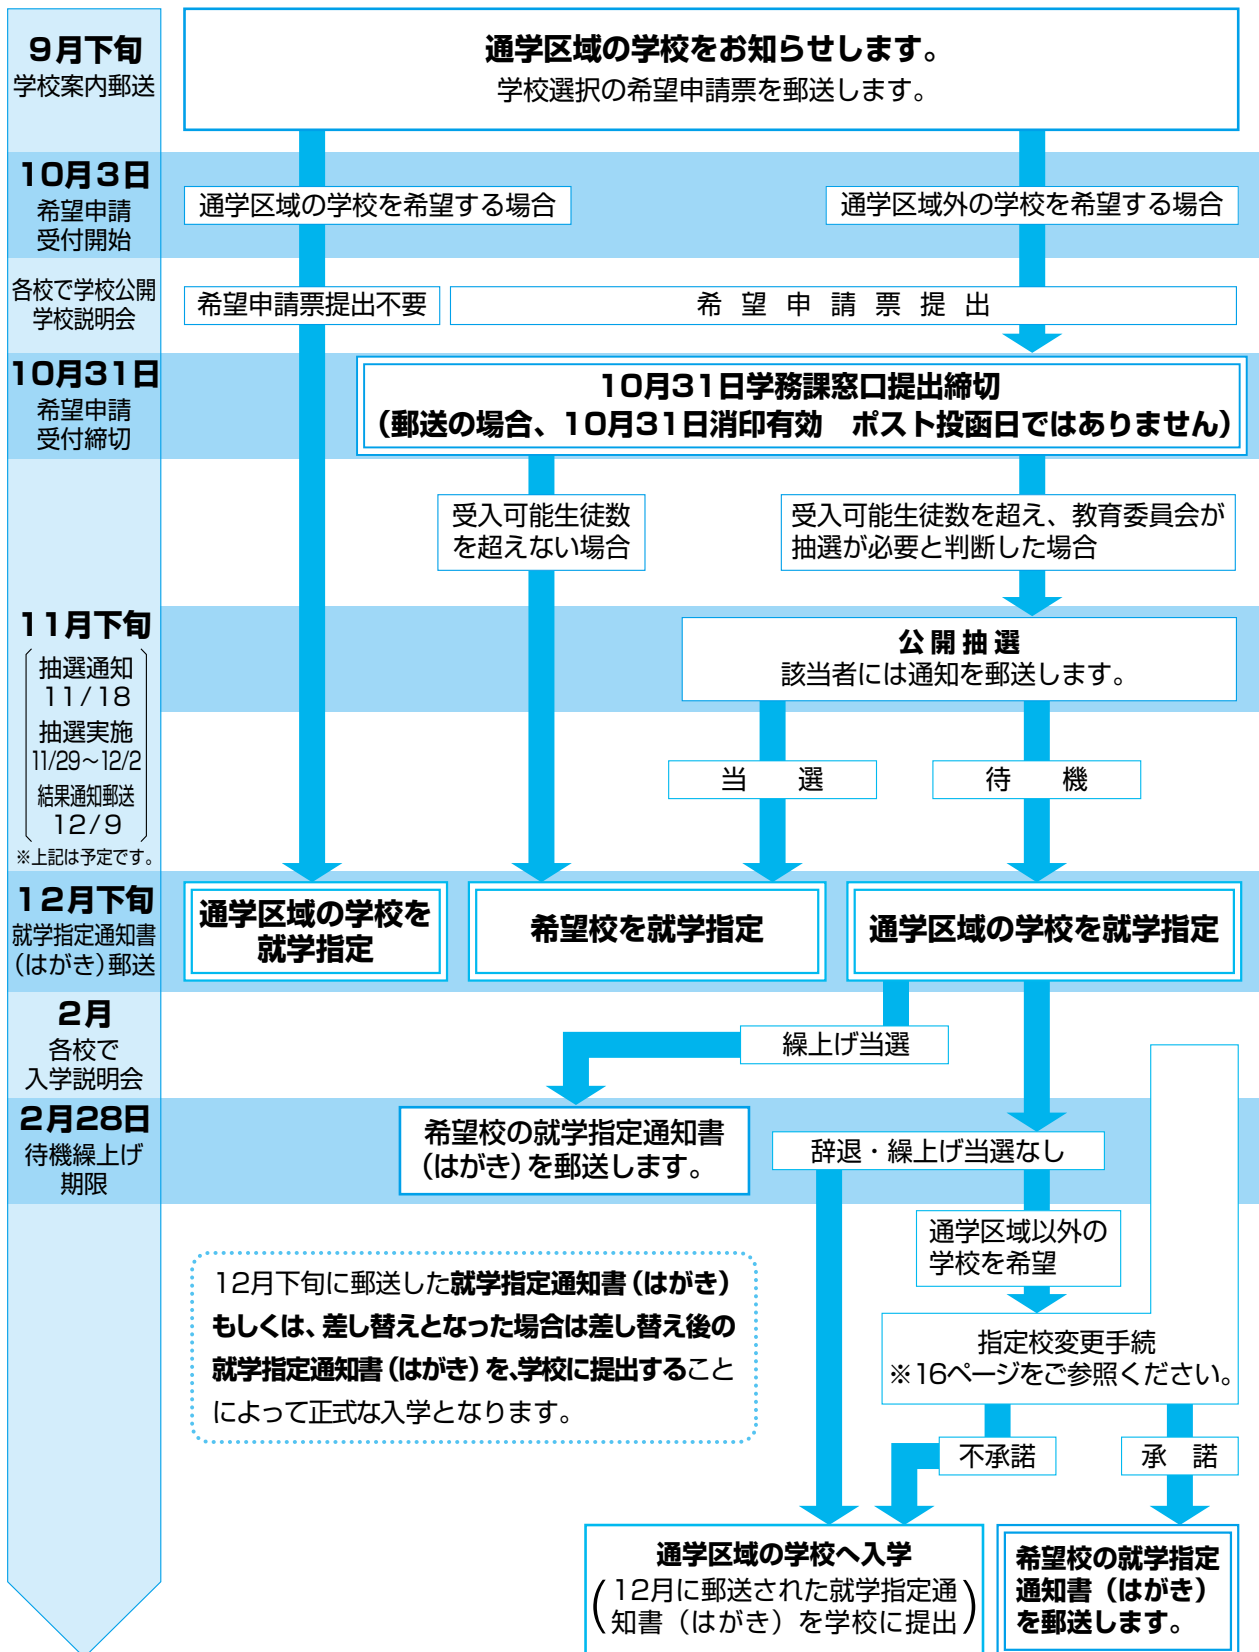 9月下旬
学校案内郵送
通学区域の学校をお知らせします。
学校選択の希望申請票を郵送します。
10月3日
希望申請
受付開始
通学区域の学校を希望する場合
通学区域外の学校を希望する場合
各校で学校公開
学校説明会
希望申請票提出不要
希望申請票提出
10月31日
希望申請
受付締切
10月31日学務課窓口提出締切
(郵送の場合、10月31日消印有効　ポスト投函日ではありません)
受入可能生徒数
を超えない場合
受入可能生徒数を超え、教育委員会が
抽選が必要と判断した場合
11月下旬
抽選通知
11/18
抽選実施
11/29～12/2
結果通知郵送
12/9
※上記は予定です。
公開抽選
該当者には通知を郵送します。
当　選
待　機
12月下旬
就学指定通知書
(はがき)郵送
通学区域の学校を
就学指定
希望校を就学指定
通学区域の学校を就学指定
2月
各校で
入学説明会
繰上げ当選
2月28日
待機繰上げ
期限
希望校の就学指定通知書
(はがき)を郵送します。
辞退・繰上げ当選なし
通学区域以外の
学校を希望
12月下旬に郵送した就学指定通知書(はがき)
もしくは、差し替えとなった場合は差し替え後の
就学指定通知書(はがき)を、学校に提出すること
によって正式な入学となります。
指定校変更手続
※16ページをご参照ください。
不承諾
承　諾
通学区域の学校へ入学
(12月に郵送された就学指定通
知書（はがき）を学校に提出)
希望校の就学指定
通知書（はがき）
を郵送します。